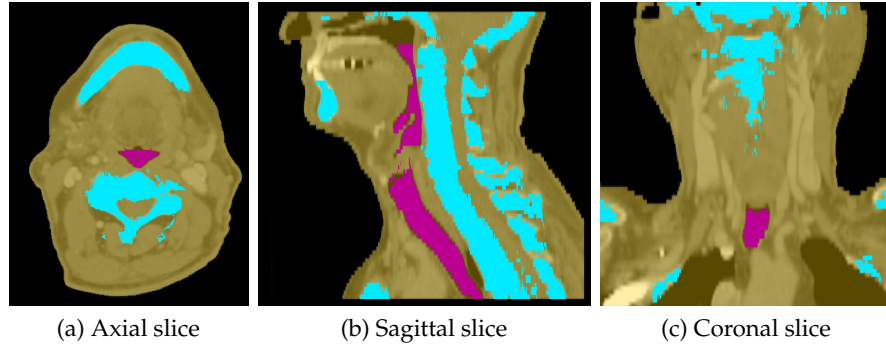 (a) Axial slice
(b) Sagittal slice
(c) Coronal slice